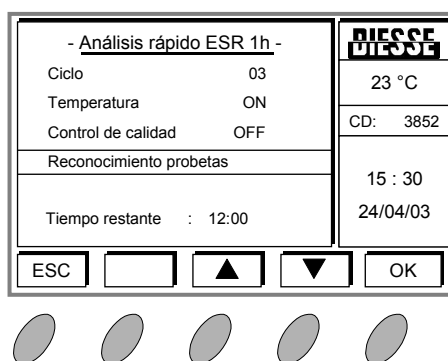 - Análisis rápido ESR 1h -
Ciclo 03
Temperatura ON
Control de calidad OFF
Reconocimiento probetas
Tiempo restante : 12:00
DIESSE
23 °C
CD: 3852
15 : 30
24/04/03
ESC
OK